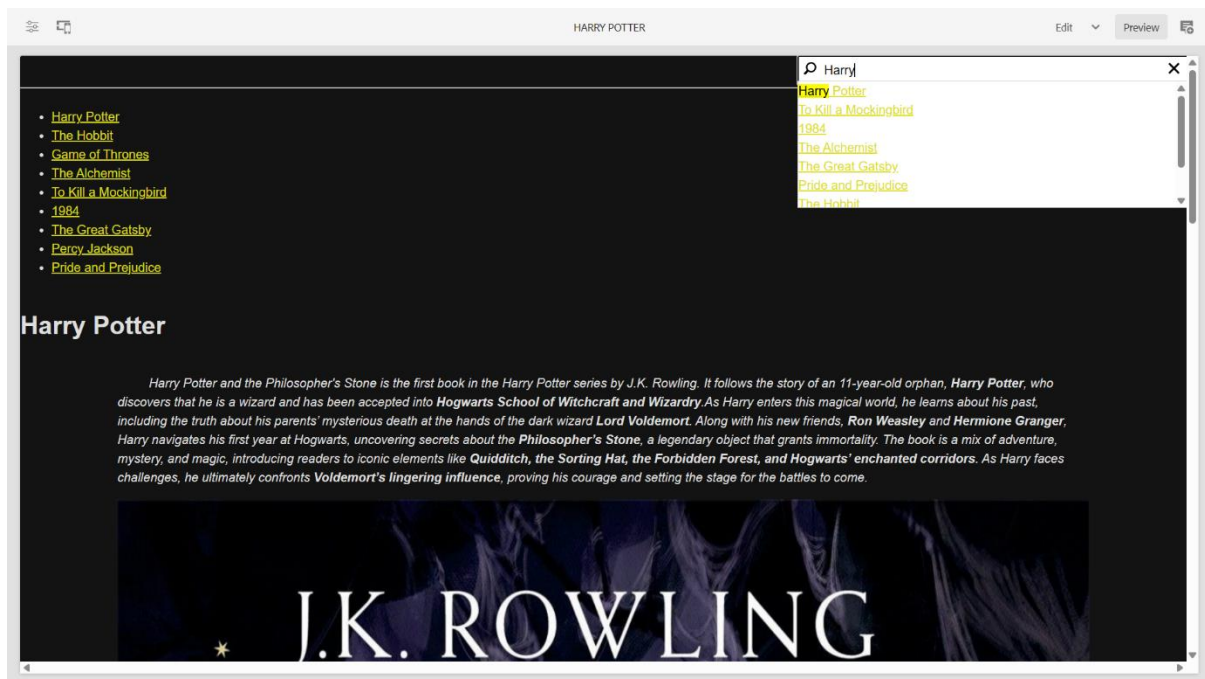 HARRY POTTER
Edit
Preview
Harry
Harry Potter
To Kill a Mockingbird
1984
The Alchemist
The Great Gatsby
Pride and Prejudice
The Hobbit
Harry Potter
The Hobbit
Game of Thrones
The Alchemist
To Kill a Mockingbird
1984
The Great Gatsby
Percy Jackson
Pride and Prejudice
Harry Potter
Harry Potter and the Philosopher's Stone is the first book in the Harry Potter series by J.K. Rowling. It follows the story of an 11-year-old orphan, Harry Potter, who
discovers that he is a wizard and has been accepted into Hogwarts School of Witchcraft and Wizardry.As Harry enters this magical world, he learns about his past,
including the truth about his parents' mysterious death at the hands of the dark wizard Lord Voldemort. Along with his new friends, Ron Weasley and Hermione Granger,
Harry navigates his first year at Hogwarts, uncovering secrets about the Philosopher's Stone, a legendary object that grants immortality. The book is a mix of adventure,
mystery, and magic, introducing readers to iconic elements like Quidditch, the Sorting Hat, the Forbidden Forest, and Hogwarts' enchanted corridors. As Harry faces
challenges, he ultimately confronts Voldemort's lingering influence, proving his courage and setting the stage for the battles to come.
J.K. ROWLING